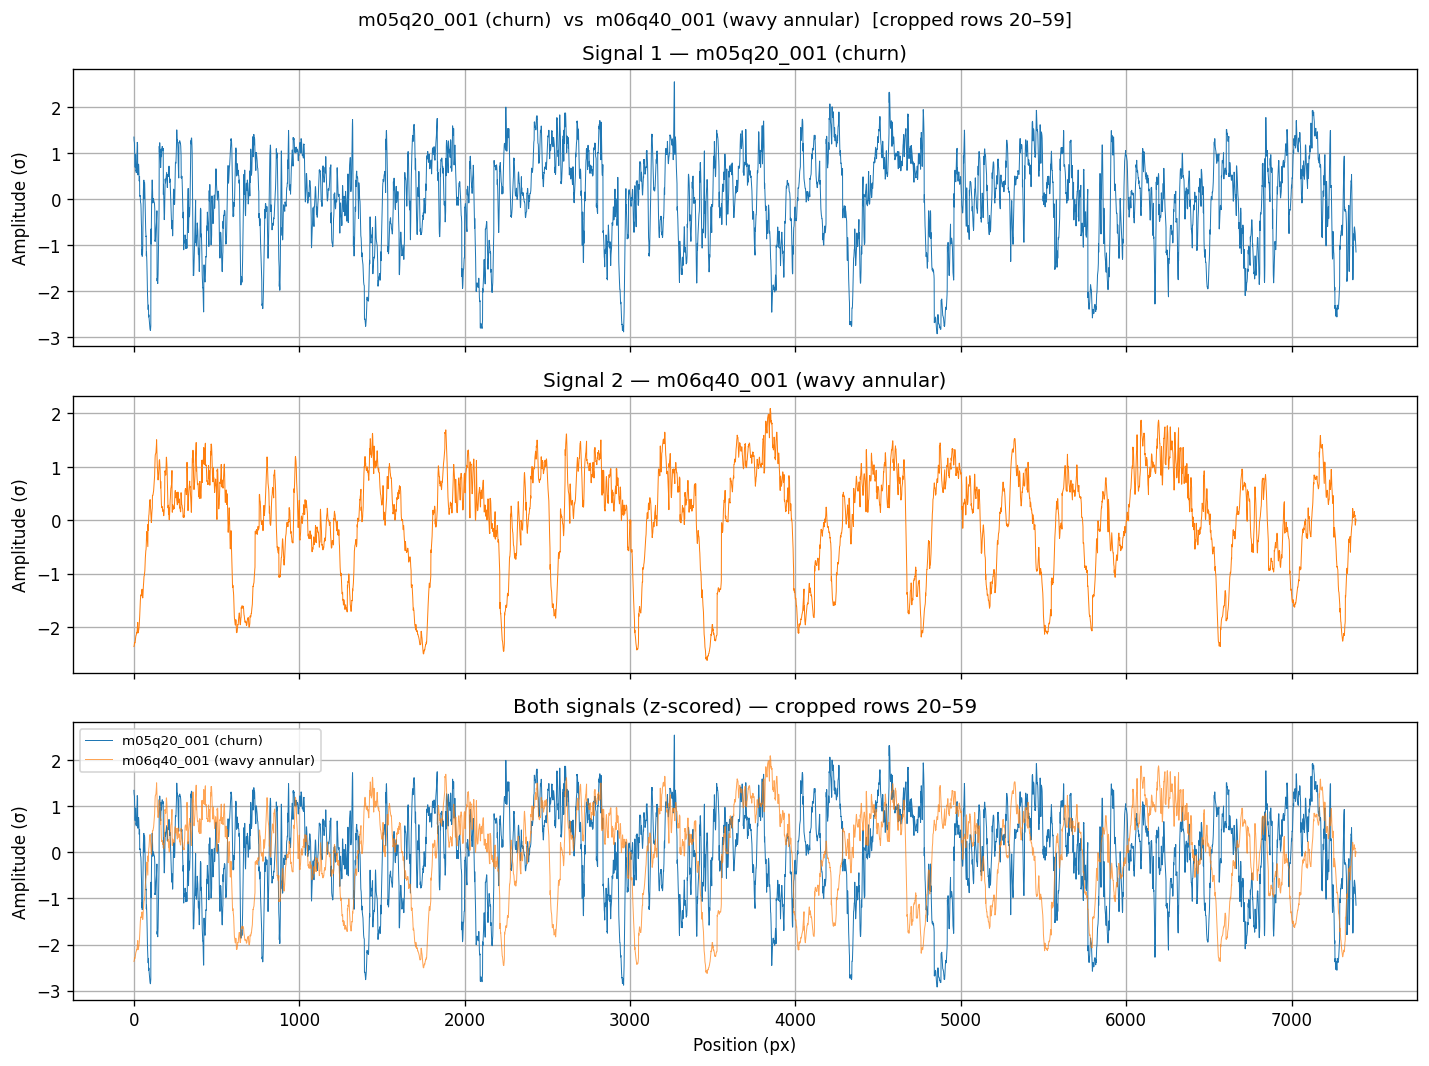 m05q20_001 (churn)  vs  m06q40_001 (wavy annular)  [cropped rows 20–59]
Signal 1 — m05q20_001 (churn)
Amplitude (σ)
2
1
0
−1
−2
−3
Signal 2 — m06q40_001 (wavy annular)
Amplitude (σ)
2
1
0
−1
−2
Both signals (z-scored) — cropped rows 20–59
m05q20_001 (churn)
m06q40_001 (wavy annular)
Amplitude (σ)
2
1
0
−1
−2
−3
0 1000 2000 3000 4000 5000 6000 7000
Position (px)